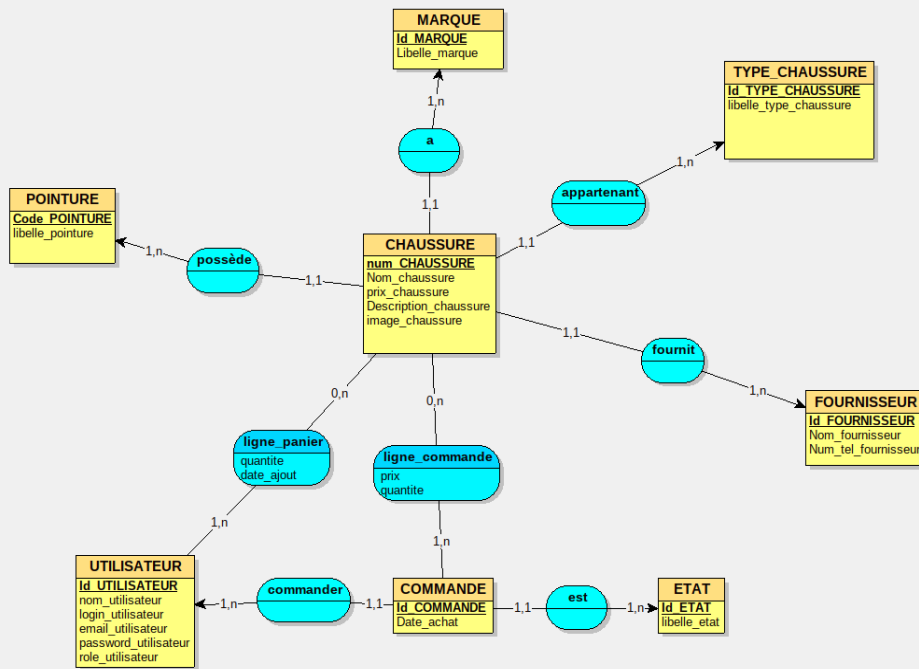 MARQUE
Id_MARQUE
Libelle_marque
1,n
a
1,1
TYPE_CHAUSSURE
Id_TYPE_CHAUSSURE
libelle_type_chaussure
1,n
appartenant
1,1
POINTURE
Code_POINTURE
libelle_pointure
1,n
possède
1,1
CHAUSSURE
num_CHAUSSURE
Nom_chaussure
prix_chaussure
Description_chaussure
image_chaussure
1,1
fournit
1,n
FOURNISSEUR
Id_FOURNISSEUR
Nom_fournisseur
Num_tel_fournisseur
0,n
ligne_panier
quantite
date_ajout
1,n
0,n
ligne_commande
prix
quantite
1,n
UTILISATEUR
Id_UTILISATEUR
nom_utilisateur
login_utilisateur
email_utilisateur
password_utilisateur
role_utilisateur
1,n
commander
1,1
COMMANDE
Id_COMMANDE
Date_achat
1,1
est
1,n
ETAT
Id_ETAT
libelle_etat